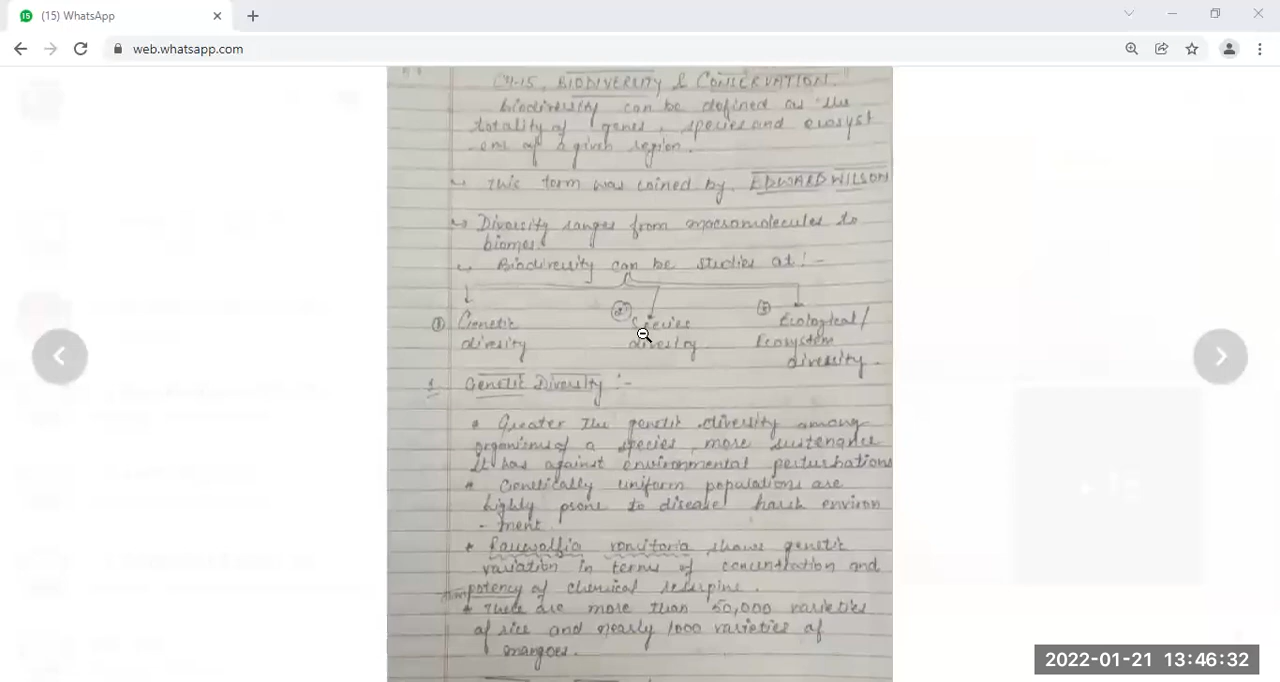 (15) WhatsApp
web.whatsapp.com
CH-15, BIODIVERSITY & CONSERVATION
biodiversity can be defined as the
totality of genes, species and ecosyst
-ems of a given region.
This term was coined by EDWARD WILSON
Diversity ranges from macromolecules to
biomes.
Biodiversity can be studies at :-
① Genetic diversity
② Species diversity
③ Ecological/ Ecosystem diversity.
1. Genetic Diversity :-
• Greater the genetic diversity among
organisms of a species, more sustenance
it has against environmental perturbations
• Genetically uniform populations are
highly prone to disease harsh environ
- ment
• Rauwolfia vomitoria shows genetic
variation in terms of concentration and
potency of chemical reserpine.
• There are more than 50,000 varieties
of rice and nearly 1000 varieties of
mangoes.
2022-01-21 13:46:32